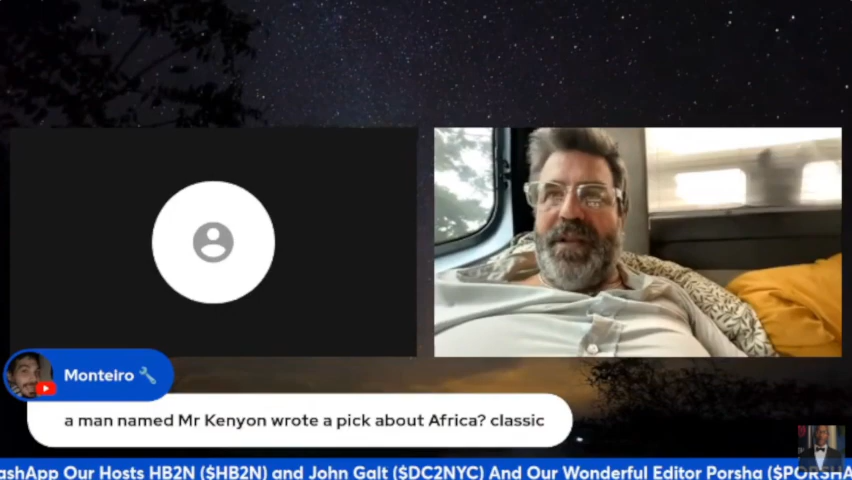 Monteiro
a man named Mr Kenyon wrote a pick about Africa? classic
ashApp Our Hosts HB2N ($HB2N) and John Galt ($DC2NYC) And Our Wonderful Editor Porsha ($PORSHA